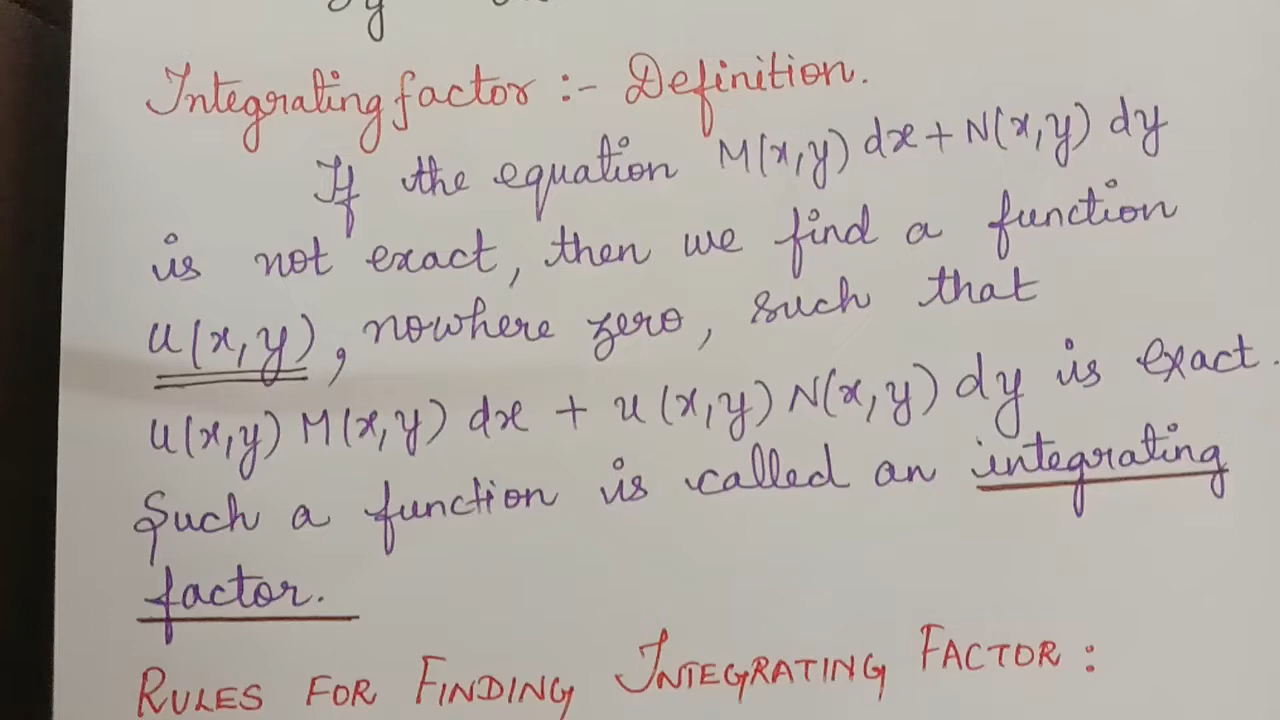 Integrating factor :- Definition.
If the equation M(x,y) dx + N(x,y) dy
is not exact, then we find a function
u(x,y), nowhere zero, such that
u(x,y) M(x,y) dx + u(x,y) N(x,y) dy is exact.
Such a function is called an integrating
factor.
RULES FOR FINDING INTEGRATING FACTOR :